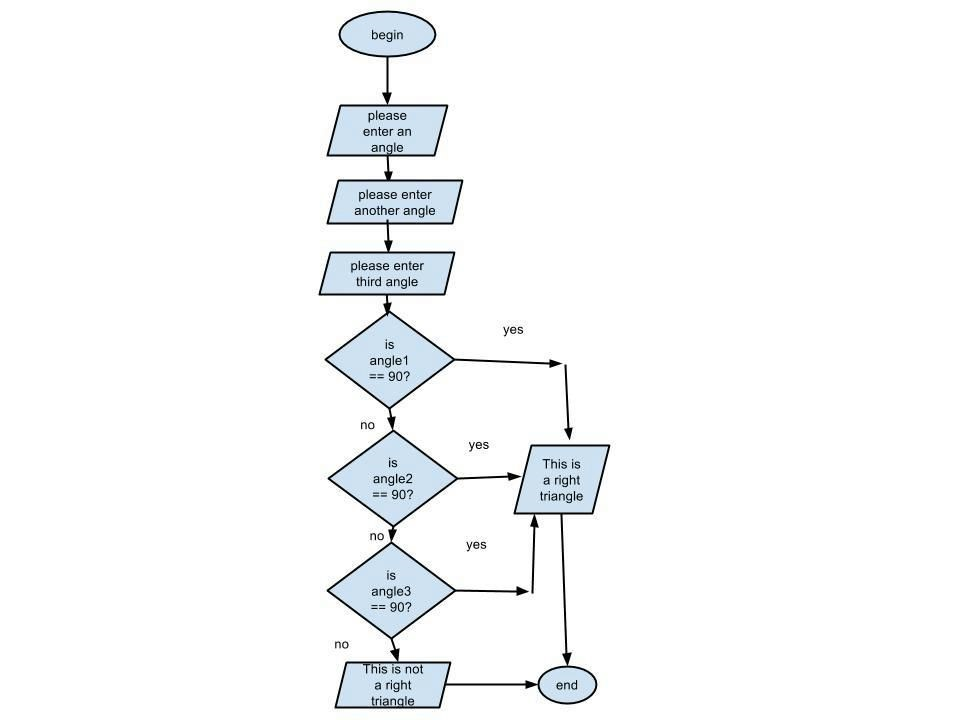 begin
please
enter an
angle
please enter
another angle
please enter
third angle
is
angle1
== 90?
yes
no
is
angle2
== 90?
yes
This is
a right
triangle
no
is
angle3
== 90?
yes
no
This is not
a right
triangle
end